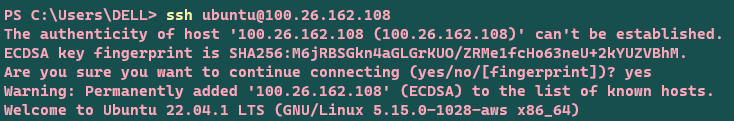 PS C:\Users\DELL> ssh ubuntu@100.26.162.108
The authenticity of host '100.26.162.108 (100.26.162.108)' can't be established.
ECDSA key fingerprint is SHA256:M6jRBSGkn4aGLGrKUO/ZRMe1fcHo63neU+2kYUZVBhM.
Are you sure you want to continue connecting (yes/no/[fingerprint])? yes
Warning: Permanently added '100.26.162.108' (ECDSA) to the list of known hosts.
Welcome to Ubuntu 22.04.1 LTS (GNU/Linux 5.15.0-1028-aws x86_64)